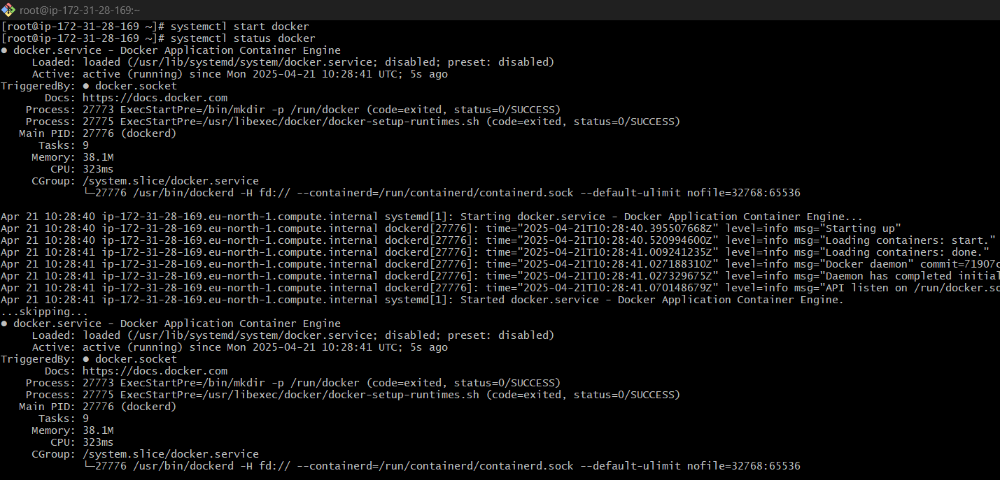 root@ip-172-31-28-169:~
[root@ip-172-31-28-169 ~]# systemctl start docker
[root@ip-172-31-28-169 ~]# systemctl status docker
● docker.service - Docker Application Container Engine
     Loaded: loaded (/usr/lib/systemd/system/docker.service; disabled; preset: disabled)
     Active: active (running) since Mon 2025-04-21 10:28:41 UTC; 5s ago
TriggeredBy: ● docker.socket
       Docs: https://docs.docker.com
    Process: 27773 ExecStartPre=/bin/mkdir -p /run/docker (code=exited, status=0/SUCCESS)
    Process: 27775 ExecStartPre=/usr/libexec/docker/docker-setup-runtimes.sh (code=exited, status=0/SUCCESS)
   Main PID: 27776 (dockerd)
      Tasks: 9
     Memory: 38.1M
        CPU: 323ms
     CGroup: /system.slice/docker.service
             └─27776 /usr/bin/dockerd -H fd:// --containerd=/run/containerd/containerd.sock --default-ulimit nofile=32768:65536

Apr 21 10:28:40 ip-172-31-28-169.eu-north-1.compute.internal systemd[1]: Starting docker.service - Docker Application Container Engine...
Apr 21 10:28:40 ip-172-31-28-169.eu-north-1.compute.internal dockerd[27776]: time="2025-04-21T10:28:40.395507668Z" level=info msg="Starting up"
Apr 21 10:28:40 ip-172-31-28-169.eu-north-1.compute.internal dockerd[27776]: time="2025-04-21T10:28:40.520994600Z" level=info msg="Loading containers: start."
Apr 21 10:28:41 ip-172-31-28-169.eu-north-1.compute.internal dockerd[27776]: time="2025-04-21T10:28:41.009241235Z" level=info msg="Loading containers: done."
Apr 21 10:28:41 ip-172-31-28-169.eu-north-1.compute.internal dockerd[27776]: time="2025-04-21T10:28:41.027188310Z" level=info msg="Docker daemon" commit=71907c
Apr 21 10:28:41 ip-172-31-28-169.eu-north-1.compute.internal dockerd[27776]: time="2025-04-21T10:28:41.027329675Z" level=info msg="Daemon has completed initial
Apr 21 10:28:41 ip-172-31-28-169.eu-north-1.compute.internal dockerd[27776]: time="2025-04-21T10:28:41.070148679Z" level=info msg="API listen on /run/docker.so
Apr 21 10:28:41 ip-172-31-28-169.eu-north-1.compute.internal systemd[1]: Started docker.service - Docker Application Container Engine.
...skipping...
● docker.service - Docker Application Container Engine
     Loaded: loaded (/usr/lib/systemd/system/docker.service; disabled; preset: disabled)
     Active: active (running) since Mon 2025-04-21 10:28:41 UTC; 5s ago
TriggeredBy: ● docker.socket
       Docs: https://docs.docker.com
    Process: 27773 ExecStartPre=/bin/mkdir -p /run/docker (code=exited, status=0/SUCCESS)
    Process: 27775 ExecStartPre=/usr/libexec/docker/docker-setup-runtimes.sh (code=exited, status=0/SUCCESS)
   Main PID: 27776 (dockerd)
      Tasks: 9
     Memory: 38.1M
        CPU: 323ms
     CGroup: /system.slice/docker.service
             └─27776 /usr/bin/dockerd -H fd:// --containerd=/run/containerd/containerd.sock --default-ulimit nofile=32768:65536